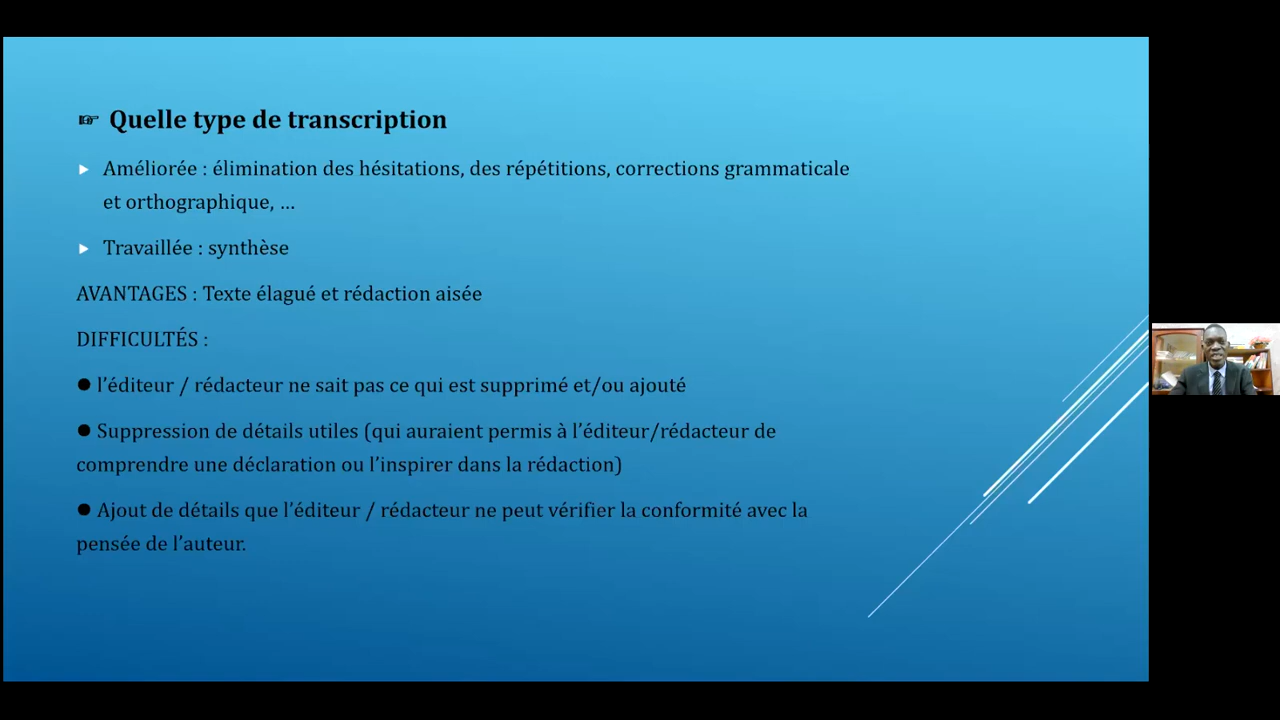 ☞ Quelle type de transcription
▶ Améliorée : élimination des hésitations, des répétitions, corrections grammaticale
et orthographique, …
▶ Travaillée : synthèse
AVANTAGES : Texte élagué et rédaction aisée
DIFFICULTÉS :
● l’éditeur / rédacteur ne sait pas ce qui est supprimé et/ou ajouté
● Suppression de détails utiles (qui auraient permis à l’éditeur/rédacteur de
comprendre une déclaration ou l’inspirer dans la rédaction)
● Ajout de détails que l’éditeur / rédacteur ne peut vérifier la conformité avec la
pensée de l’auteur.